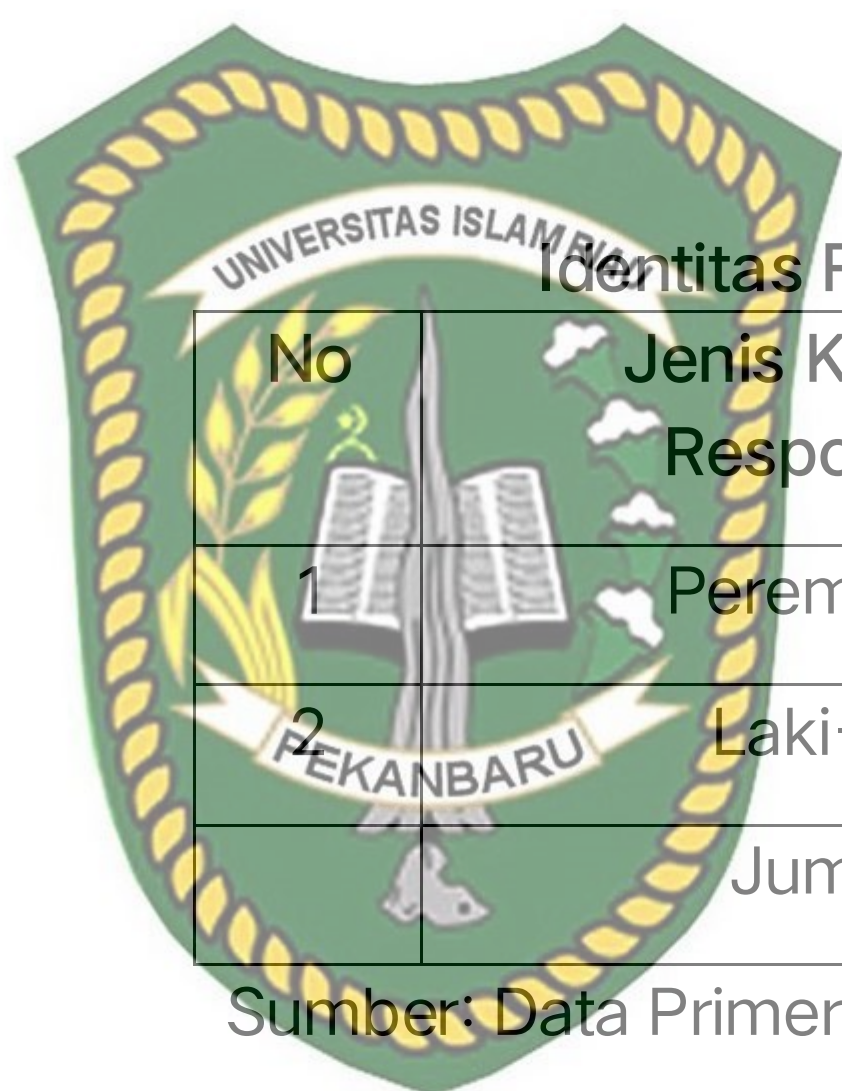 UNIVERSITAS ISLAM RIAU
Identitas R
No
Jenis K
Respo
1
Perem
2
Laki-
PEKANBARU
Jum
Sumber: Data Primer